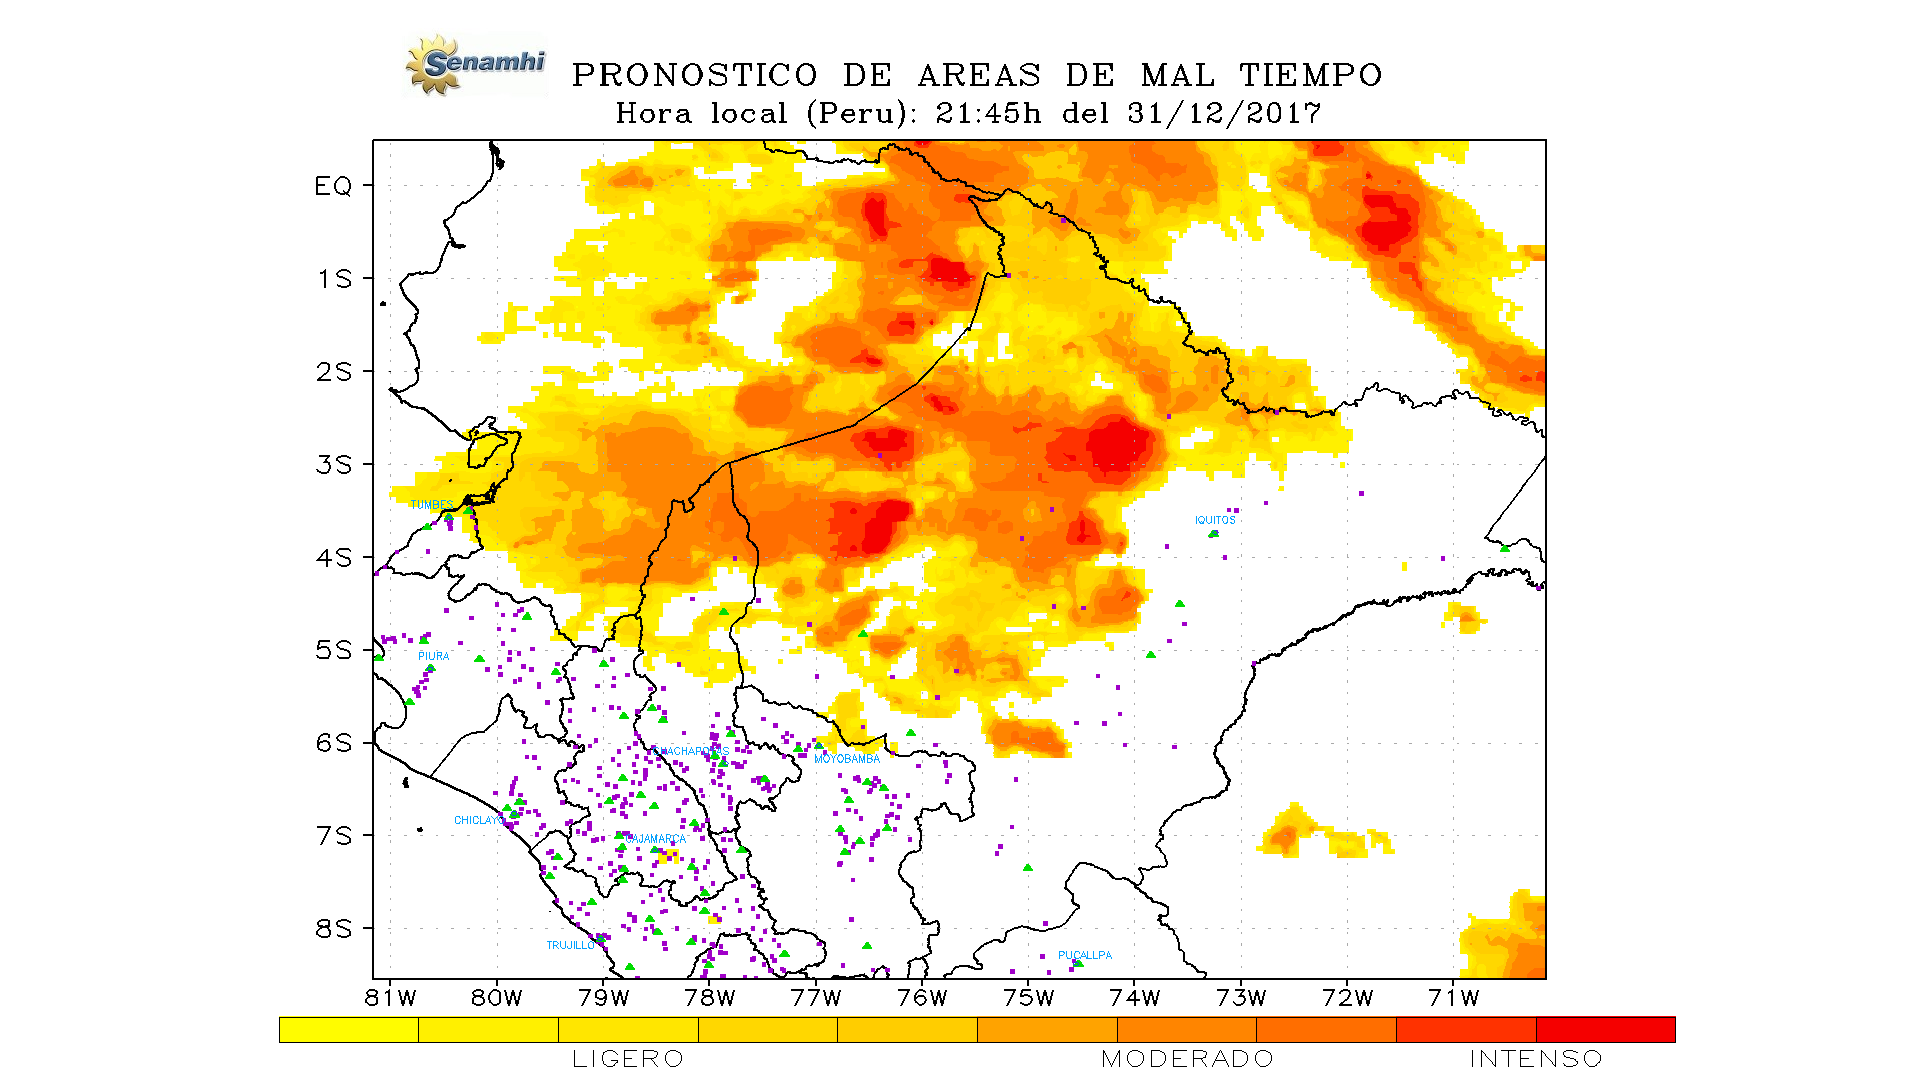 Senamhi
PRONOSTICO DE AREAS DE MAL TIEMPO
Hora local (Peru): 21:45h del 31/12/2017
EQ
1S
2S
3S
TUMBES
IQUITOS
4S
5S
PIURA
6S
CHACHAPOYAS
MOYOBAMBA
CHICLAYO
7S
CAJAMARCA
8S
TRUJILLO
PUCALLPA
81W 80W 79W 78W 77W 76W 75W 74W 73W 72W 71W
LIGERO MODERADO INTENSO